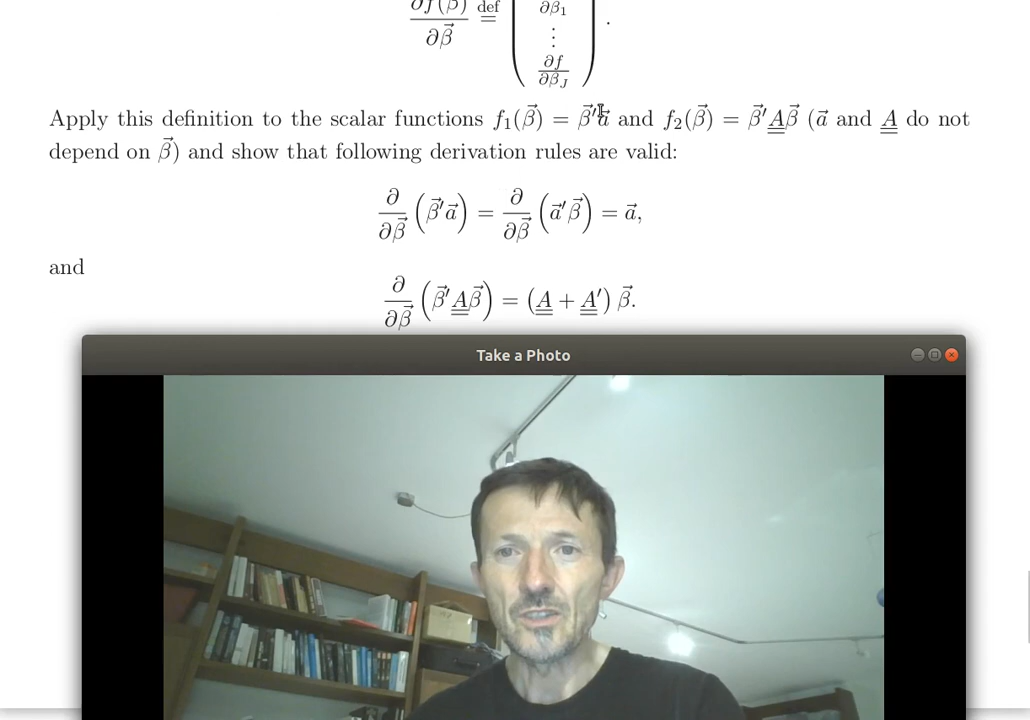 ∂f(β⃗)/∂β⃗ def= ( ∂β₁ ⋮ ∂f/∂β_J ) .
Apply this definition to the scalar functions f₁(β⃗) = β⃗′a⃗ and f₂(β⃗) = β⃗′A̳β⃗ (a⃗ and A̳ do not
depend on β⃗) and show that following derivation rules are valid:
∂/∂β⃗ (β⃗′a⃗) = ∂/∂β⃗ (a⃗′β⃗) = a⃗,
and
∂/∂β⃗ (β⃗′A̳β⃗) = (A̳ + A̳′) β⃗.
Take a Photo